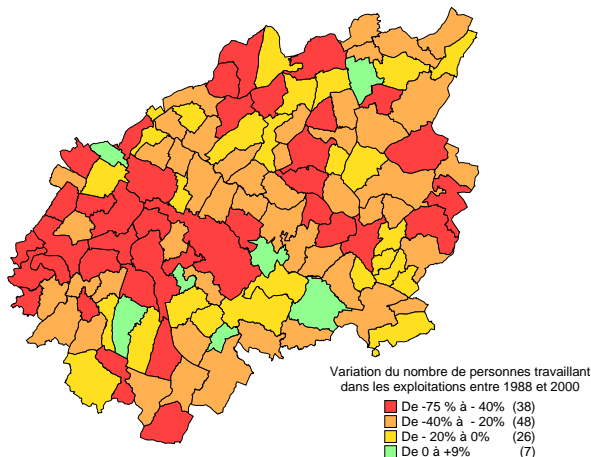 Variation du nombre de personnes travaillant
dans les exploitations entre 1988 et 2000
De -75 % à - 40% (38)
De -40% à - 20% (48)
De - 20% à 0% (26)
De 0 à +9% (7)